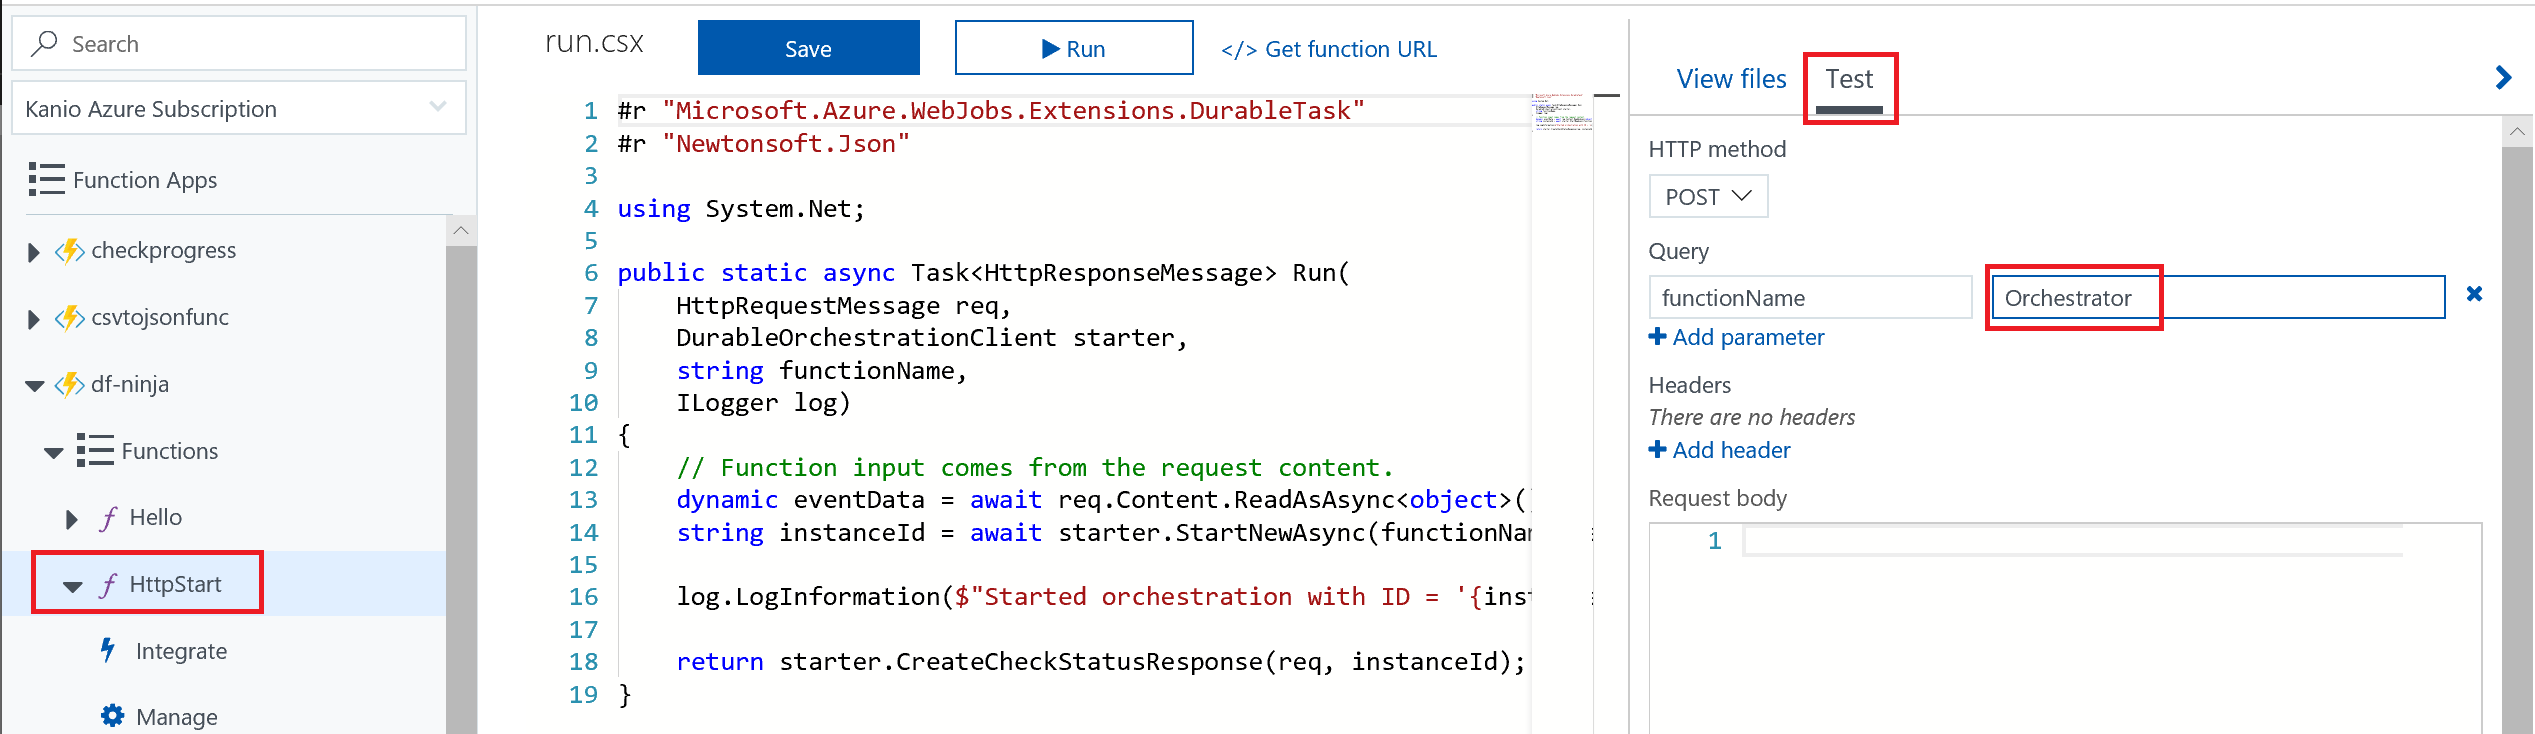 Search
Kanio Azure Subscription
Function Apps
checkprogress
csvtojsonfunc
df-ninja
Functions
Hello
HttpStart
Integrate
Manage
run.csx
Save
Run
</> Get function URL
1 #r "Microsoft.Azure.WebJobs.Extensions.DurableTask"
2 #r "Newtonsoft.Json"
3
4 using System.Net;
5
6 public static async Task<HttpResponseMessage> Run(
7     HttpRequestMessage req,
8     DurableOrchestrationClient starter,
9     string functionName,
10     ILogger log)
11 {
12     // Function input comes from the request content.
13     dynamic eventData = await req.Content.ReadAsAsync<object>()
14     string instanceId = await starter.StartNewAsync(functionNam
15
16     log.LogInformation($"Started orchestration with ID = '{inst
17
18     return starter.CreateCheckStatusResponse(req, instanceId);
19 }
View files
Test
HTTP method
POST
Query
functionName
Orchestrator
Add parameter
Headers
There are no headers
Add header
Request body
1